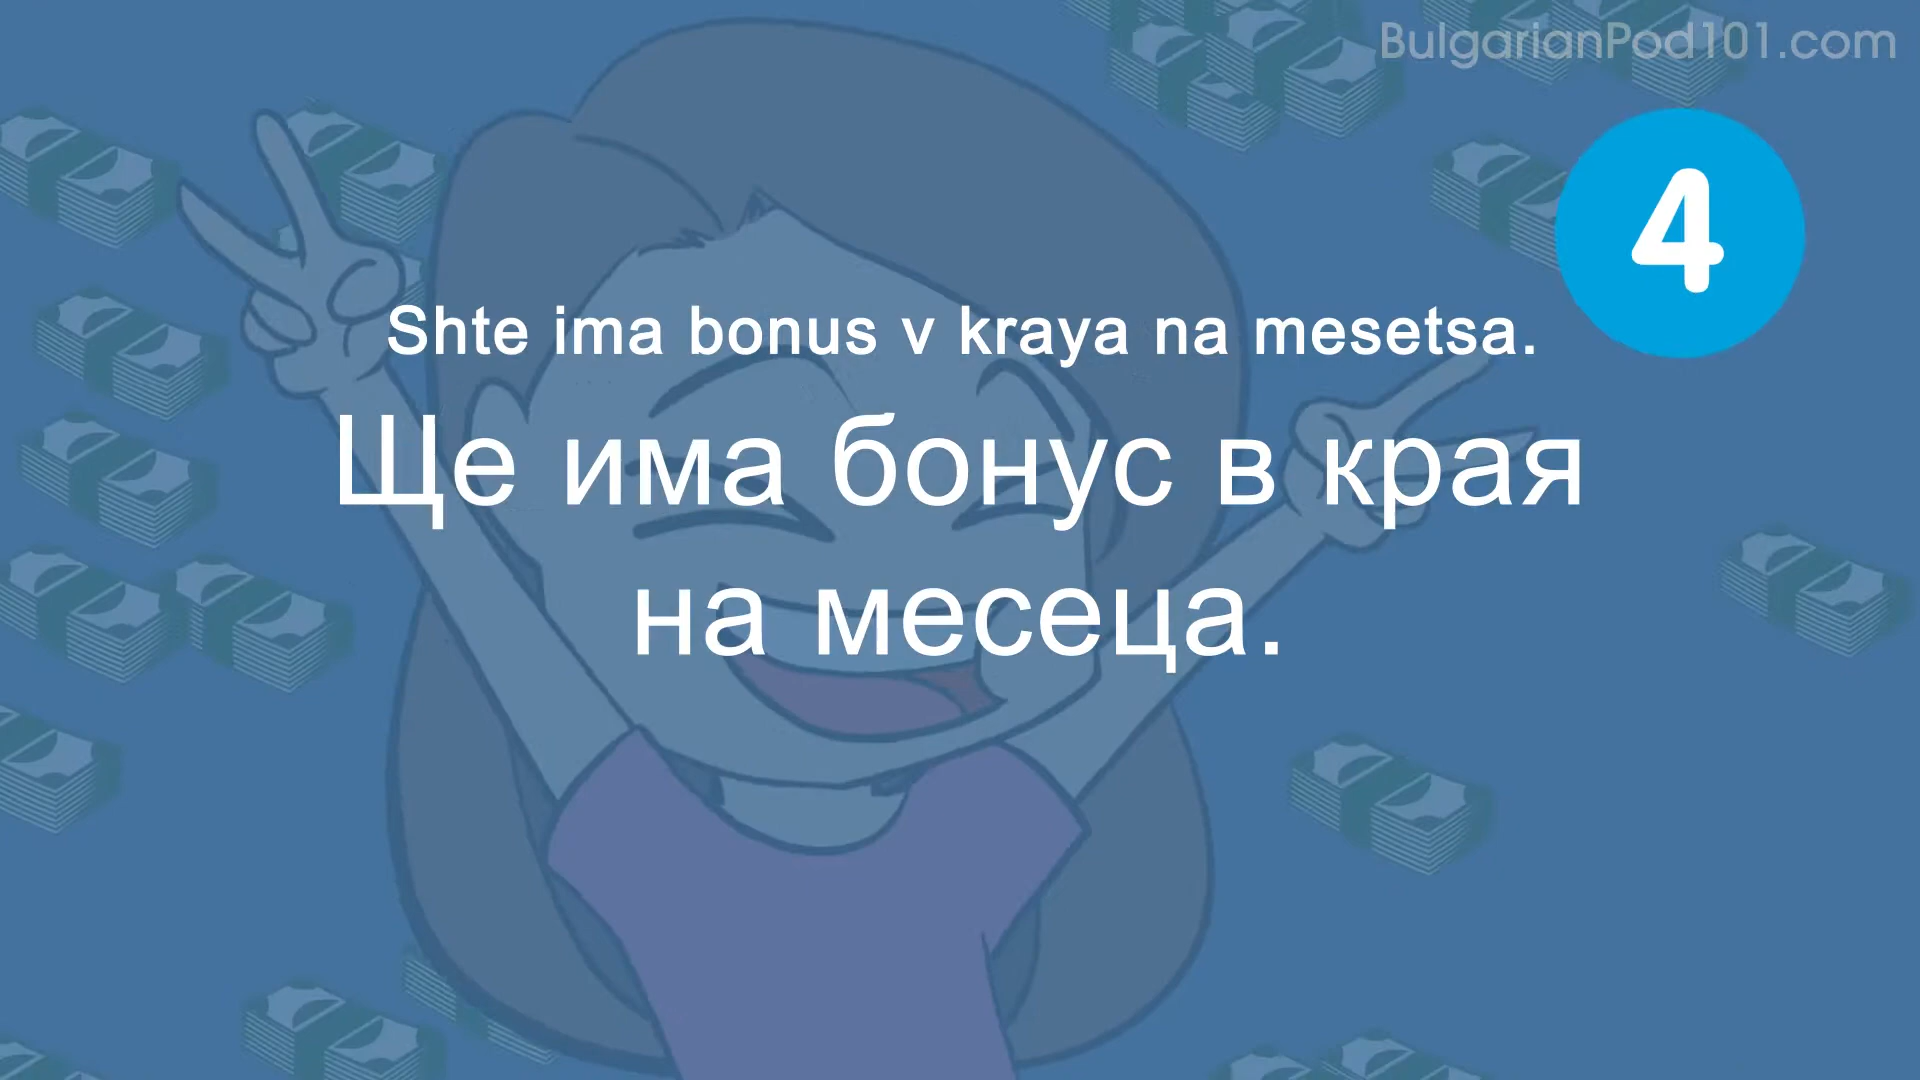 BulgarianPod101.com
4
Shte ima bonus v kraya na mesetsa.
Ще има бонус в края
на месеца.